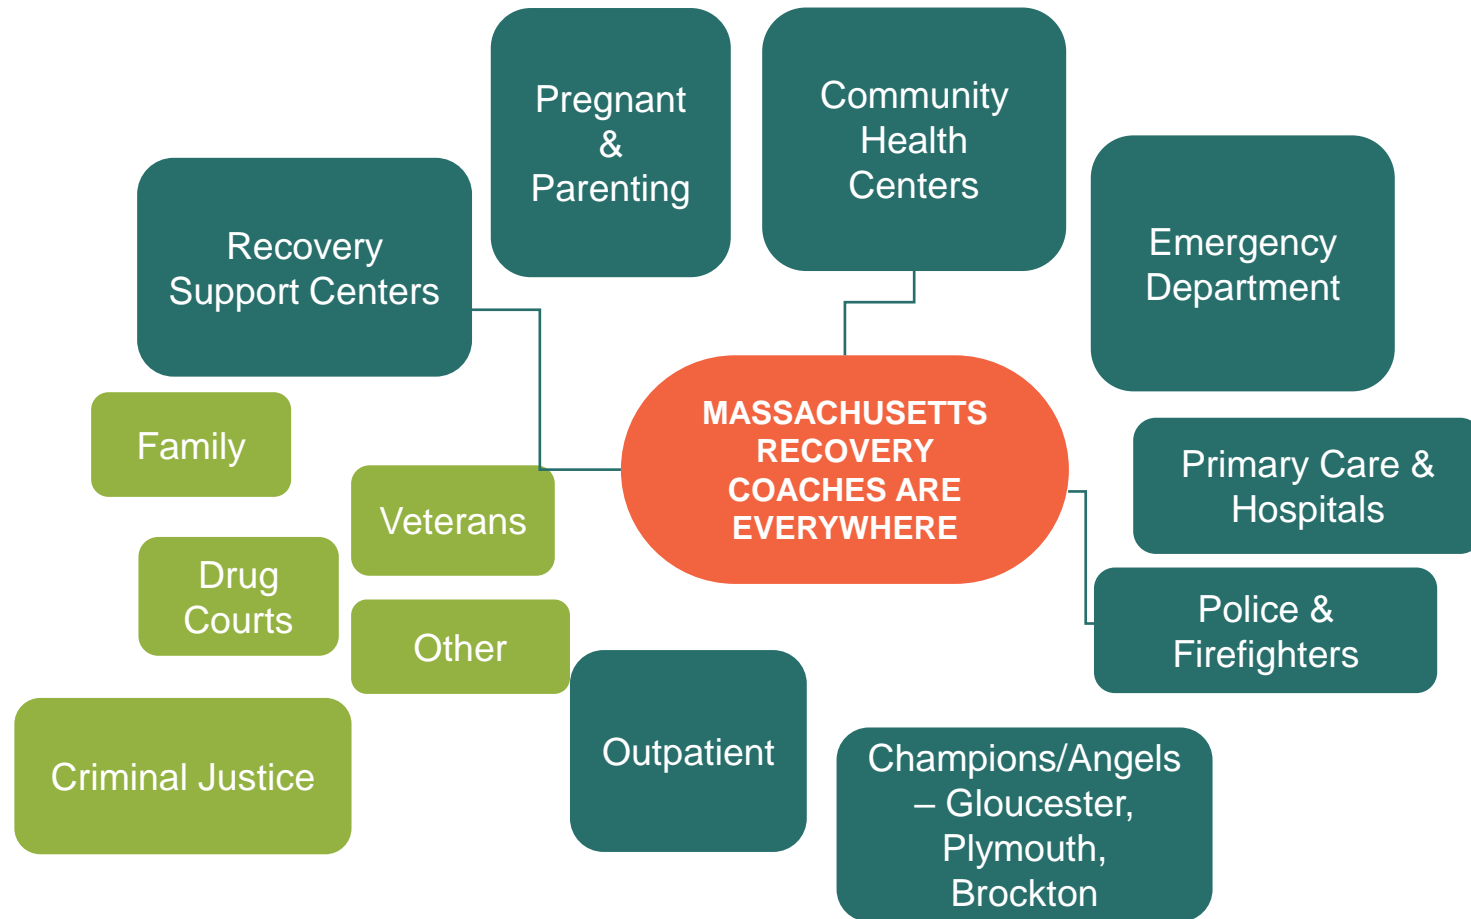 Pregnant
&
Parenting
Community
Health
Centers
Recovery
Support Centers
Emergency
Department
MASSACHUSETTS
RECOVERY
COACHES ARE
EVERYWHERE
Family
Primary Care &
Hospitals
Veterans
Drug
Courts
Police &
Firefighters
Other
Outpatient
Criminal Justice
Champions/Angels
– Gloucester,
Plymouth,
Brockton